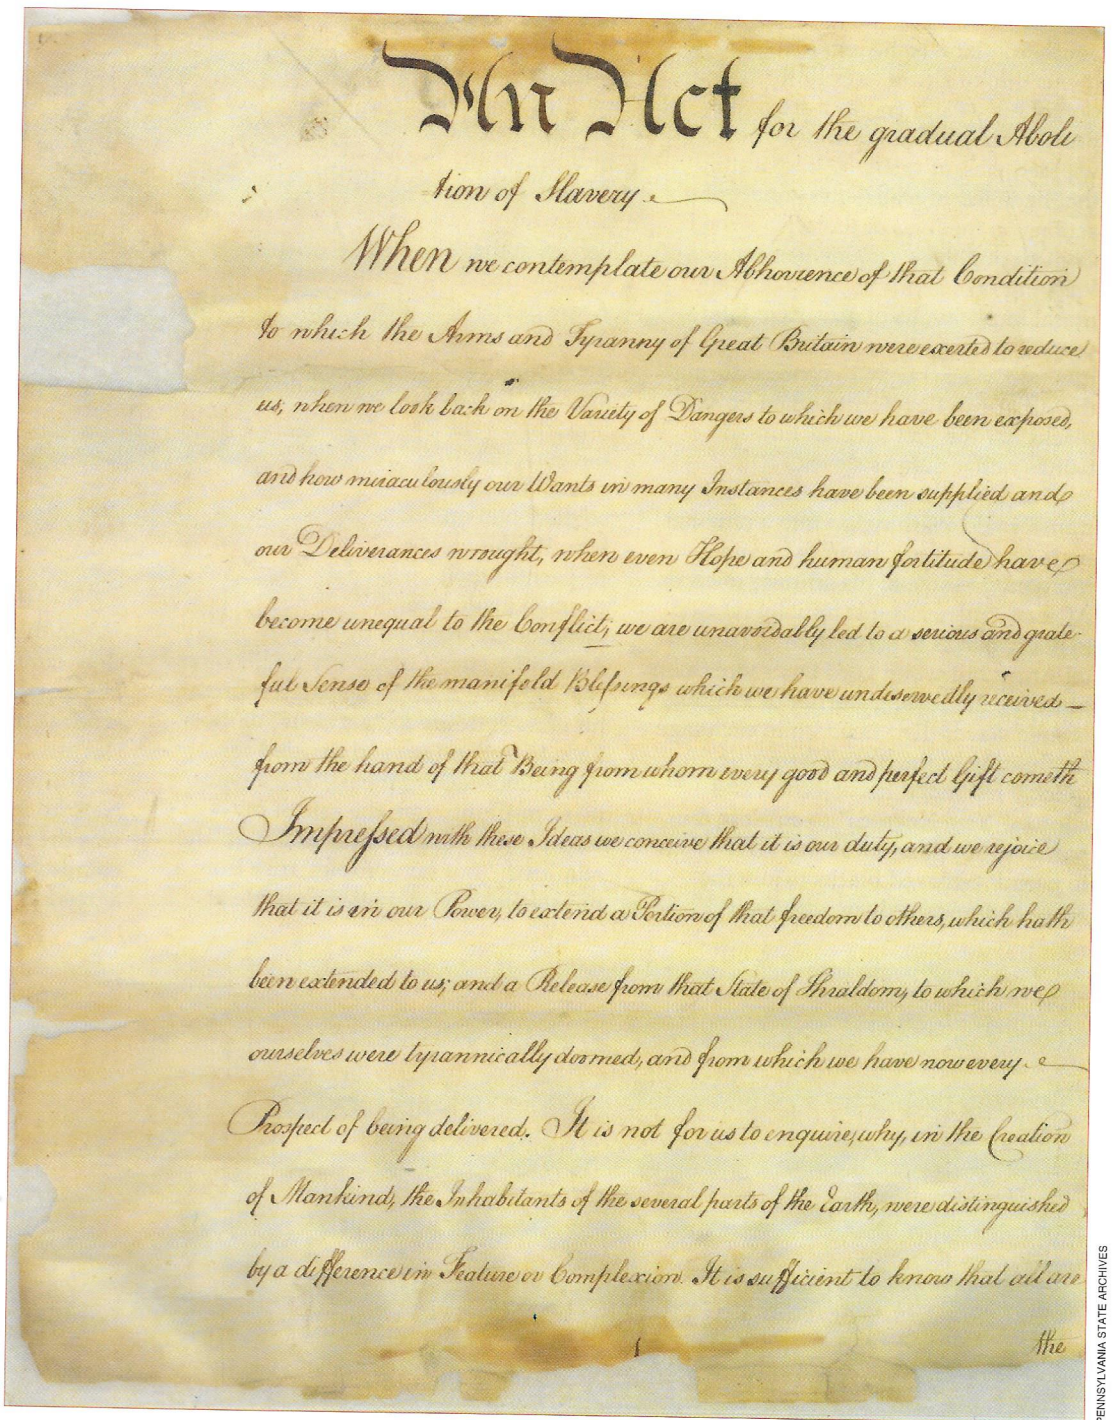 An Act for the gradual Aboli
tion of Slavery.
When we contemplate our Abhorrence of that Condition
to which the Arms and Tyranny of Great Britain were exerted to reduce
us, when we look back on the Variety of Dangers to which we have been exposed,
and how miraculously our Wants in many Instances have been supplied and
our Deliverances wrought, when even Hope and human fortitude have
become unequal to the Conflict; we are unavoidably led to a serious and grate-
ful Sense of the manifold Blessings which we have undeservedly received —
from the hand of that Being from whom every good and perfect Gift cometh
Impressed with these Ideas we conceive that it is our duty, and we rejoice
that it is in our Power, to extend a Portion of that freedom to others, which hath
been extended to us; and a Release from that State of Thraldom, to which we
ourselves were tyrannically doomed, and from which we have now every
Prospect of being delivered. It is not for us to enquire, why, in the Creation
of Mankind, the Inhabitants of the several parts of the Earth, were distinguished
by a difference in Feature or Complexion. It is sufficient to know that all are
the
1
PENNSYLVANIA STATE ARCHIVES